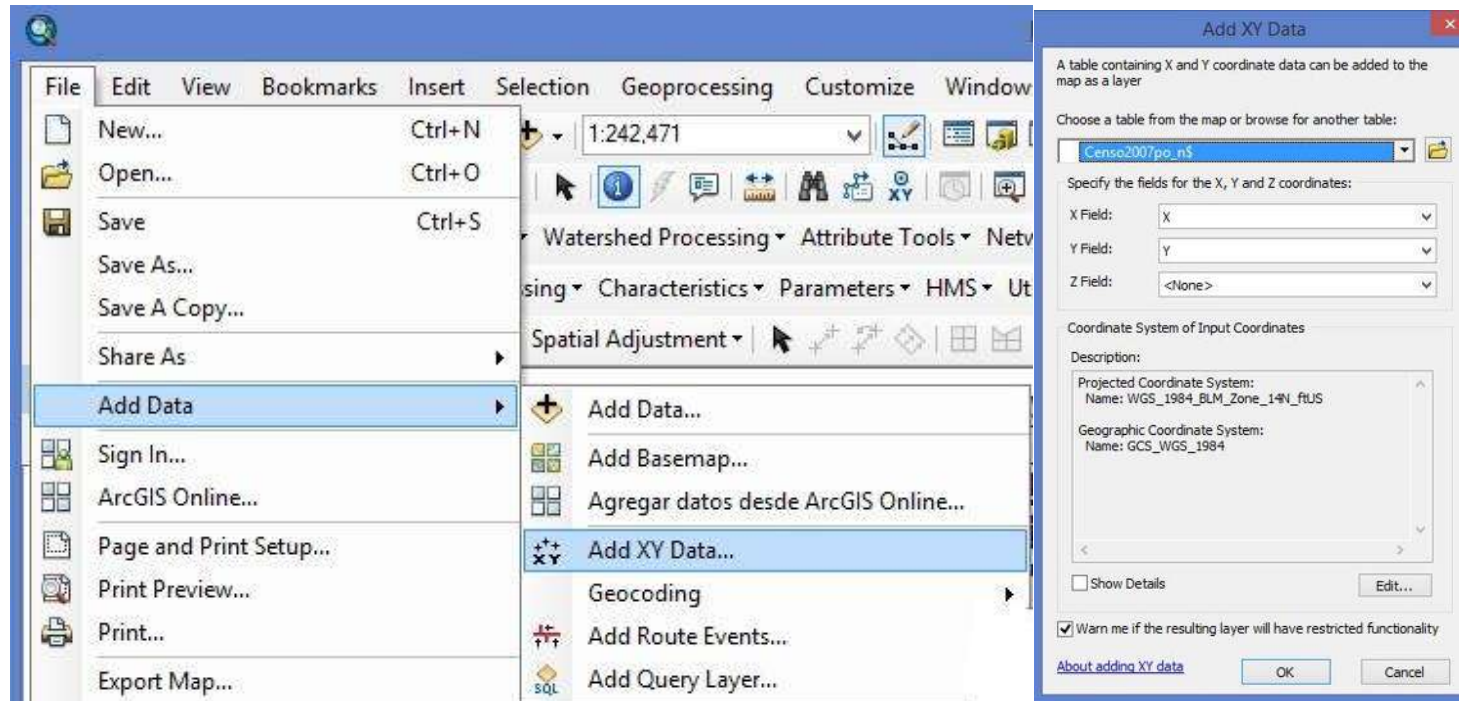 File Edit View Bookmarks Insert Selection Geoprocessing Customize Window
New... Ctrl+N
1:242,471
Open... Ctrl+O
XY
Save Ctrl+S
Watershed Processing Attribute Tools
Save As...
Characteristics Parameters HMS
Save A Copy...
Spatial Adjustment
Share As
Add Data
Add Data...
Sign In...
Add Basemap...
ArcGIS Online...
Agregar datos desde ArcGIS Online...
Page and Print Setup...
XY Add XY Data...
Print Preview...
Geocoding
Print...
Add Route Events...
Export Map...
SQL Add Query Layer...
Add XY Data
A table containing X and Y coordinate data can be added to the
map as a layer
Choose a table from the map or browse for another table:
Censo2007po_n$
Specify the fields for the X, Y and Z coordinates:
X Field: X
Y Field: Y
Z Field: <None>
Coordinate System of Input Coordinates
Description:
Projected Coordinate System:
Name: WGS_1984_BLM_Zone_14N_ftUS
Geographic Coordinate System:
Name: GCS_WGS_1984
Show Details Edit...
Warn me if the resulting layer will have restricted functionality
About adding XY data OK Cancel